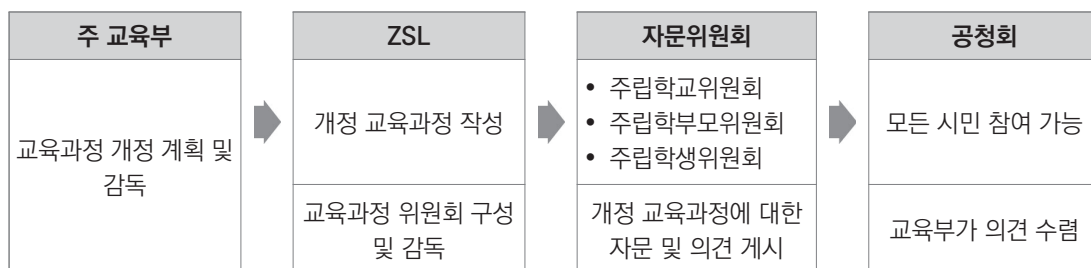 주 교육부
교육과정 개정 계획 및
감독
ZSL
개정 교육과정 작성
교육과정 위원회 구성
및 감독
자문위원회
• 주립학교위원회
• 주립학부모위원회
• 주립학생위원회
개정 교육과정에 대한
자문 및 의견 게시
공청회
모든 시민 참여 가능
교육부가 의견 수렴